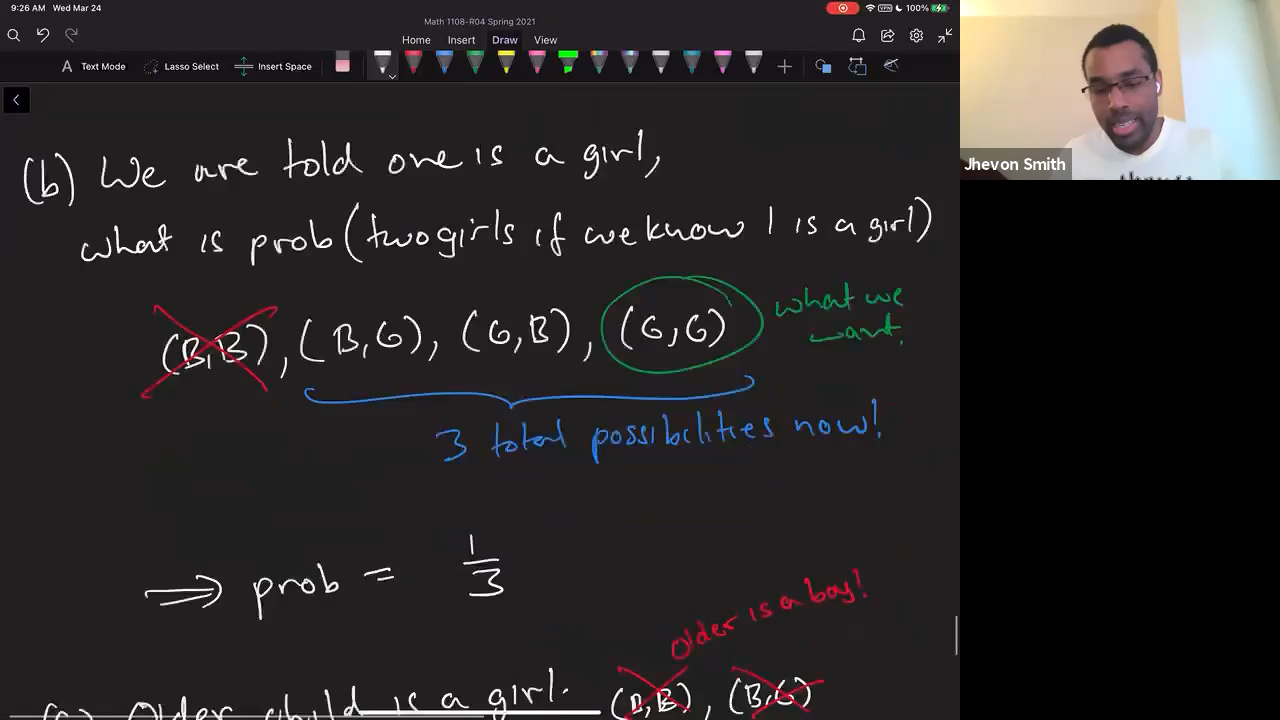 9:26 AM Wed Mar 24
100%
Math 1108-R04 Spring 2021
Home Insert Draw View
Text Mode Lasso Select Insert Space
Jhevon Smith
(b) We are told one is a girl,
what is prob(two girls if we know 1 is a girl)
(B,B), (B,G), (G,B), (G,G)
what we
want.
3 total possibilities now!
⟹ prob = 1/3
Older is a boy!
Older child is a girl. (B,B), (B,G)